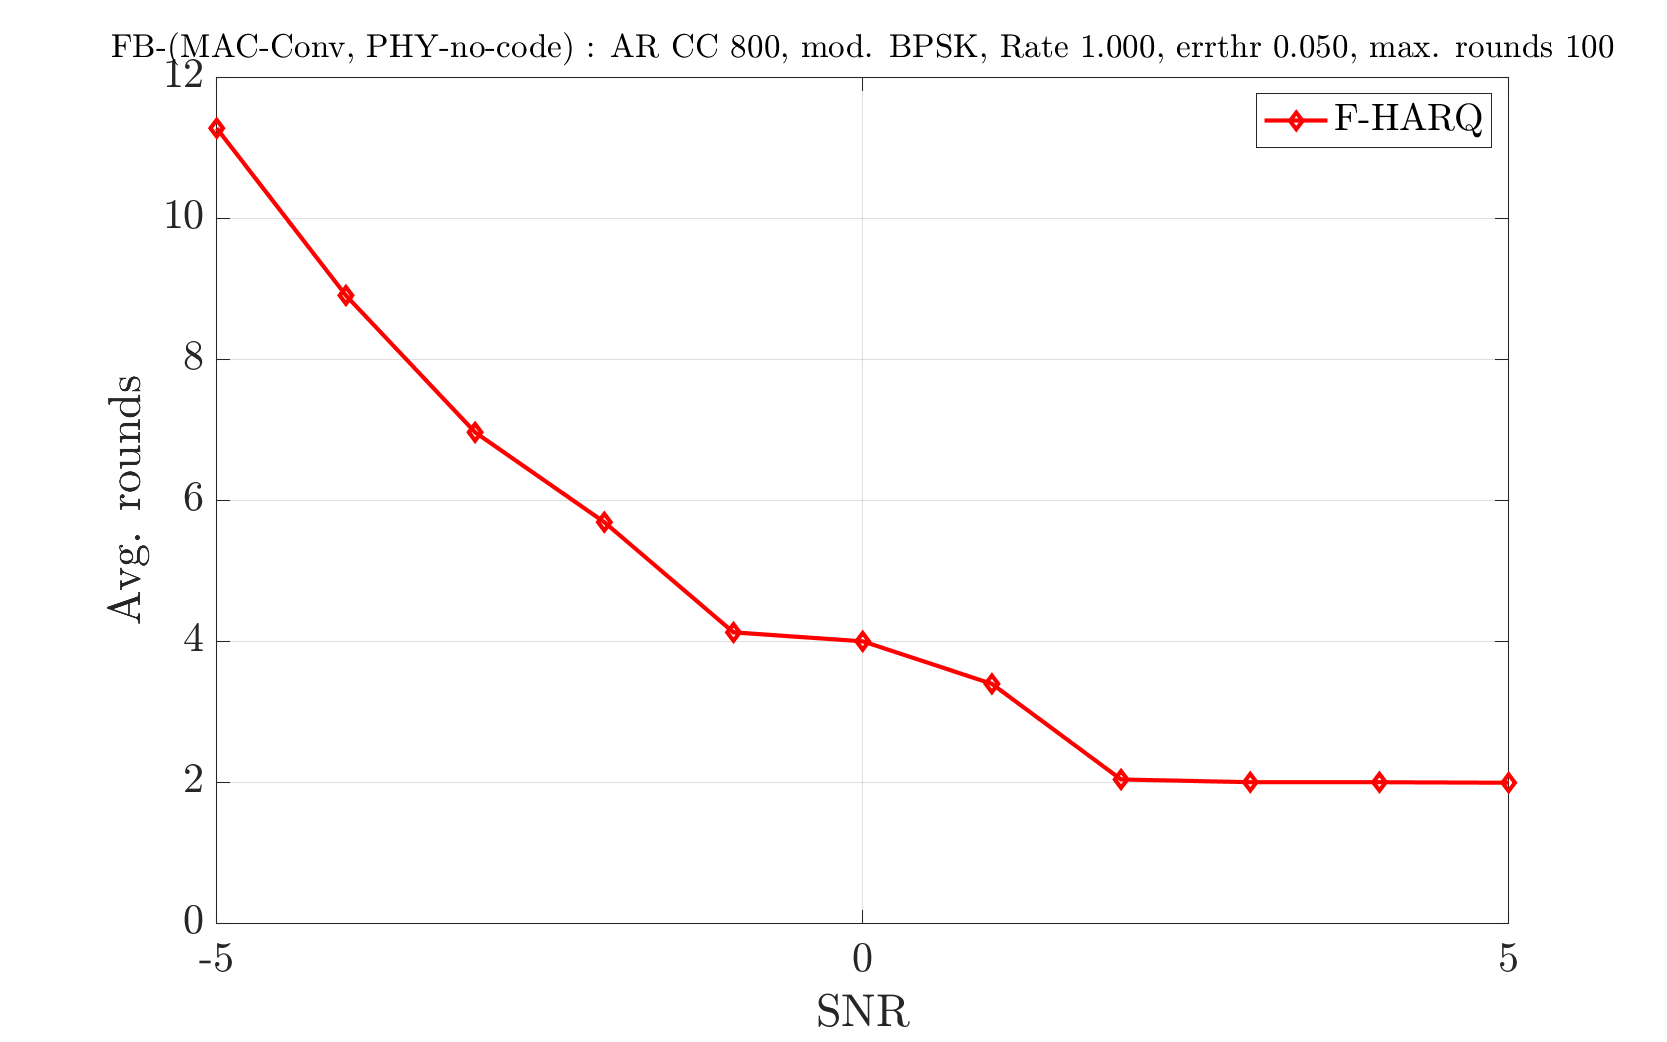 FB-(MAC-Conv, PHY-no-code) : AR CC 800, mod. BPSK, Rate 1.000, errthr 0.050, max. rounds 100
F-HARQ
12
10
8
6
4
2
0
Avg. rounds
-5
0
5
SNR